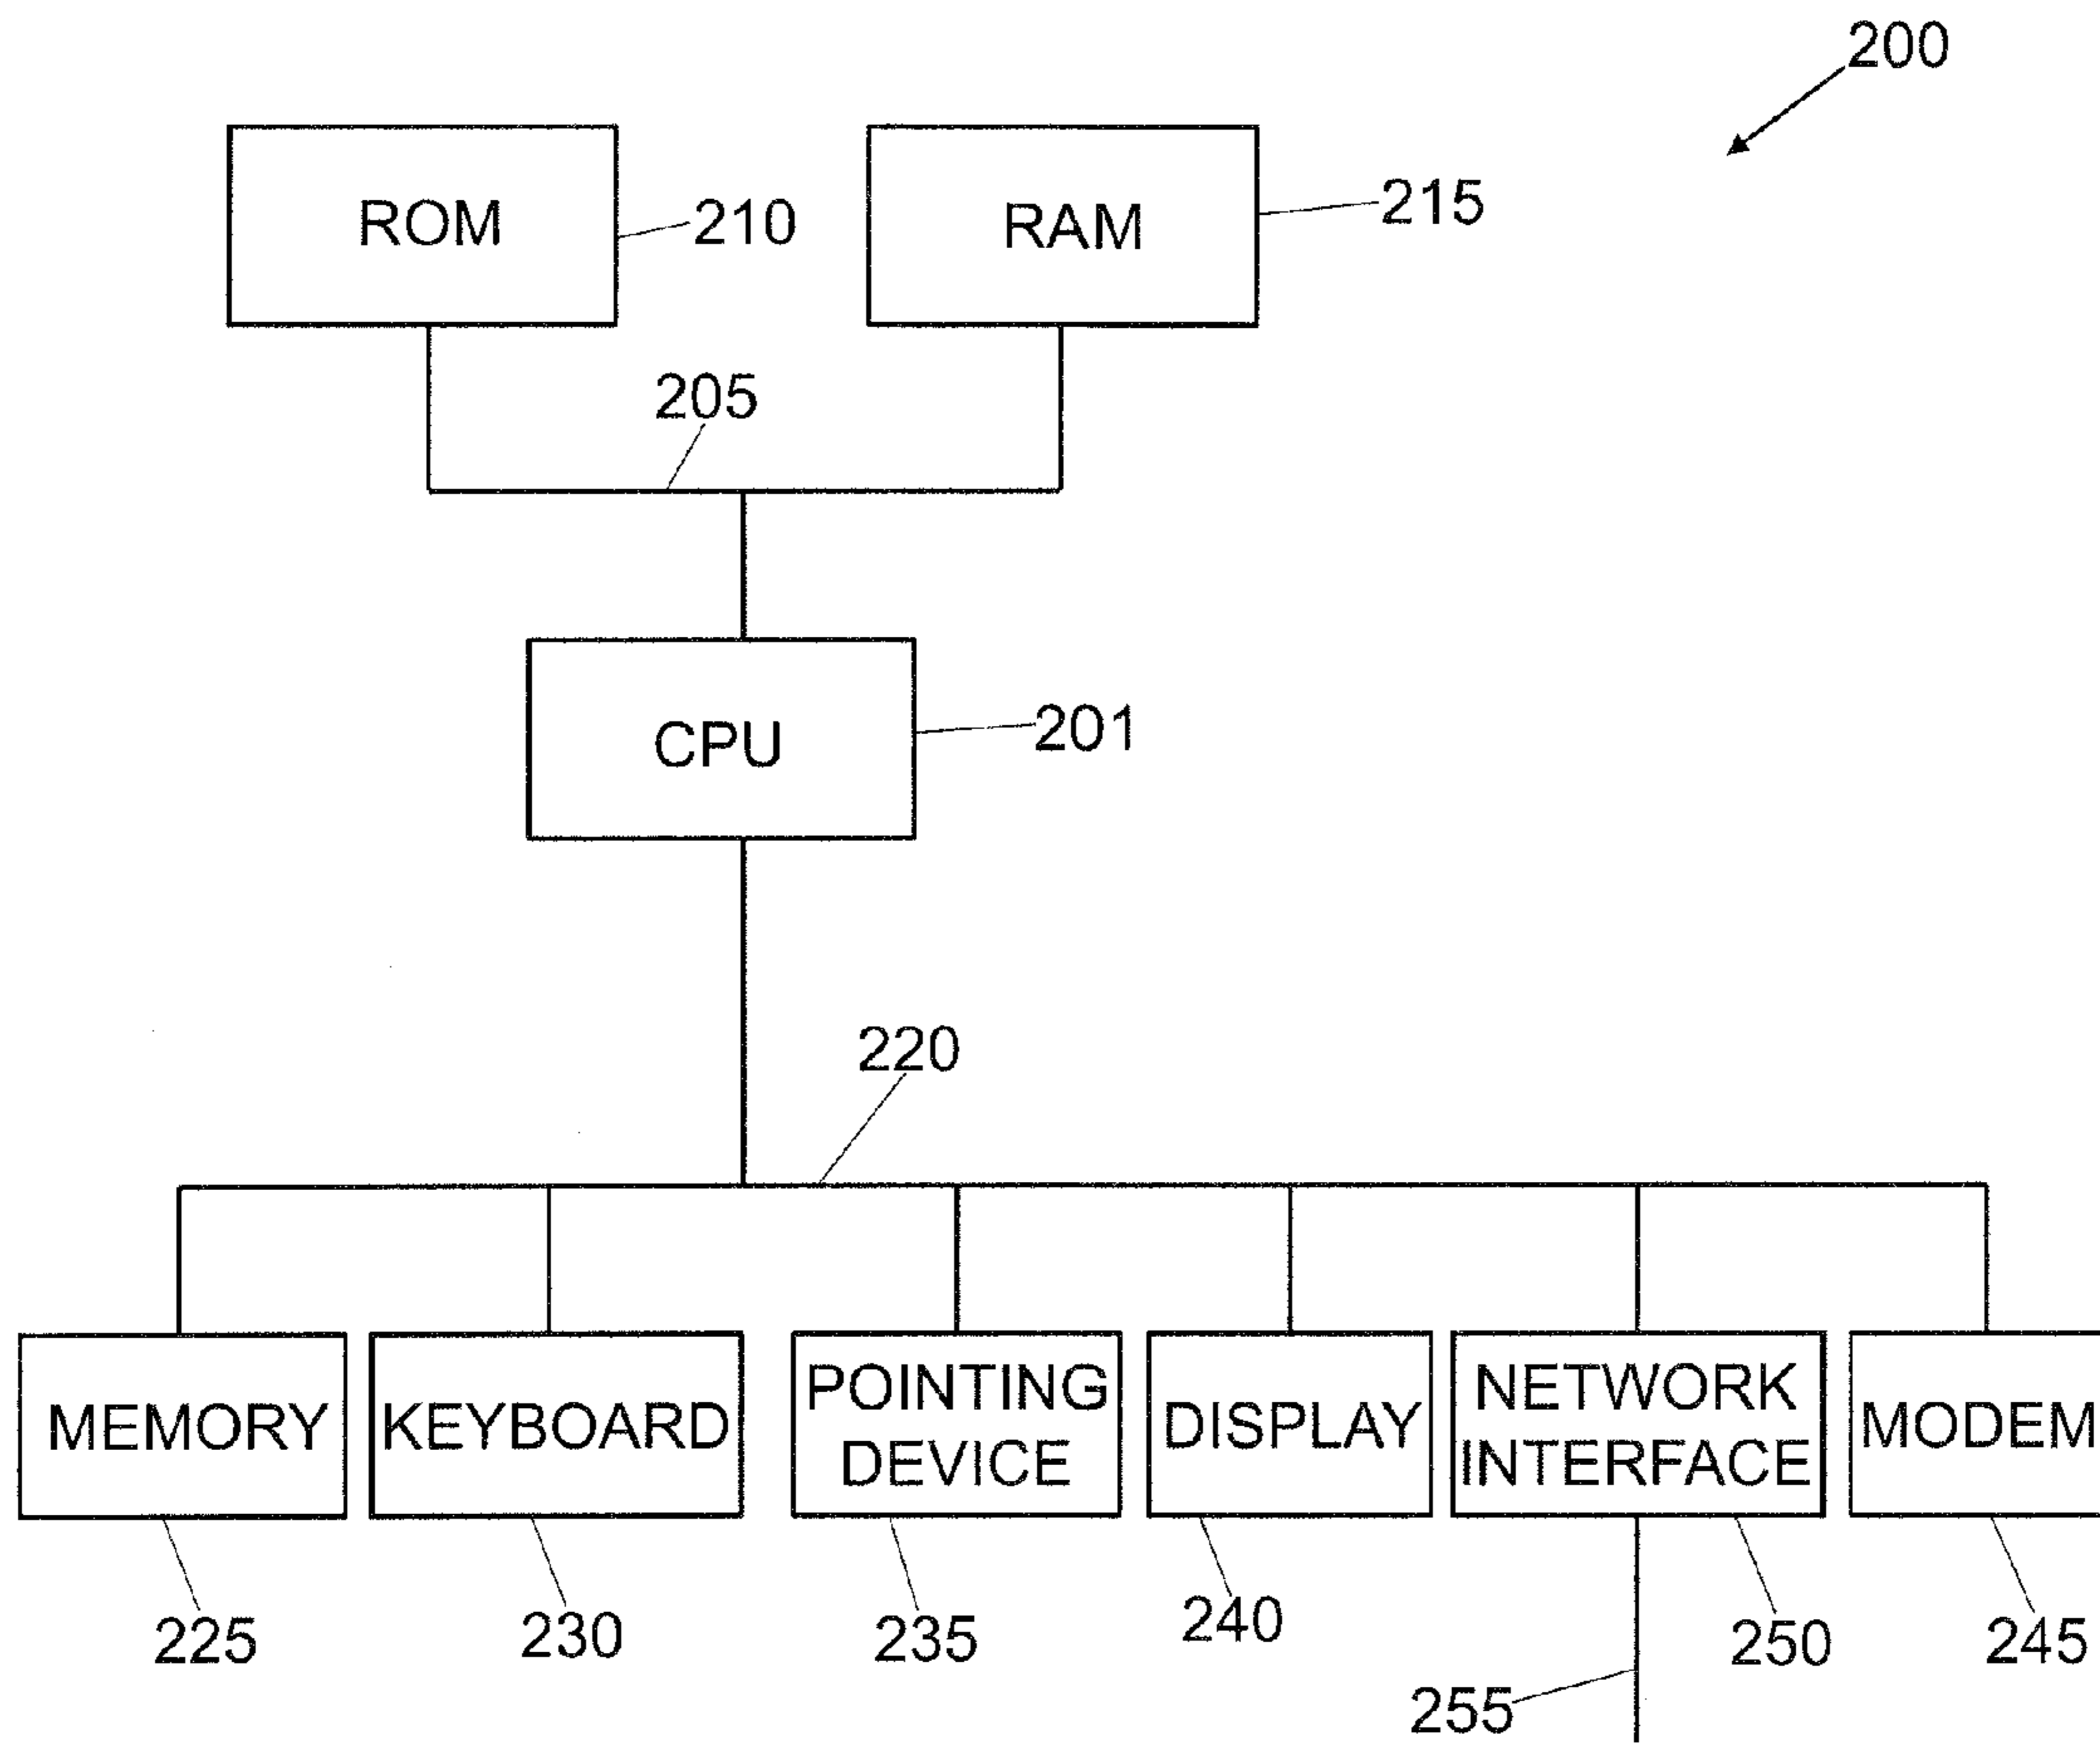 200
ROM
210
RAM
215
205
CPU
201
220
MEMORY
KEYBOARD
POINTING
DEVICE
DISPLAY
NETWORK
INTERFACE
MODEM
225
230
235
240
250
245
255